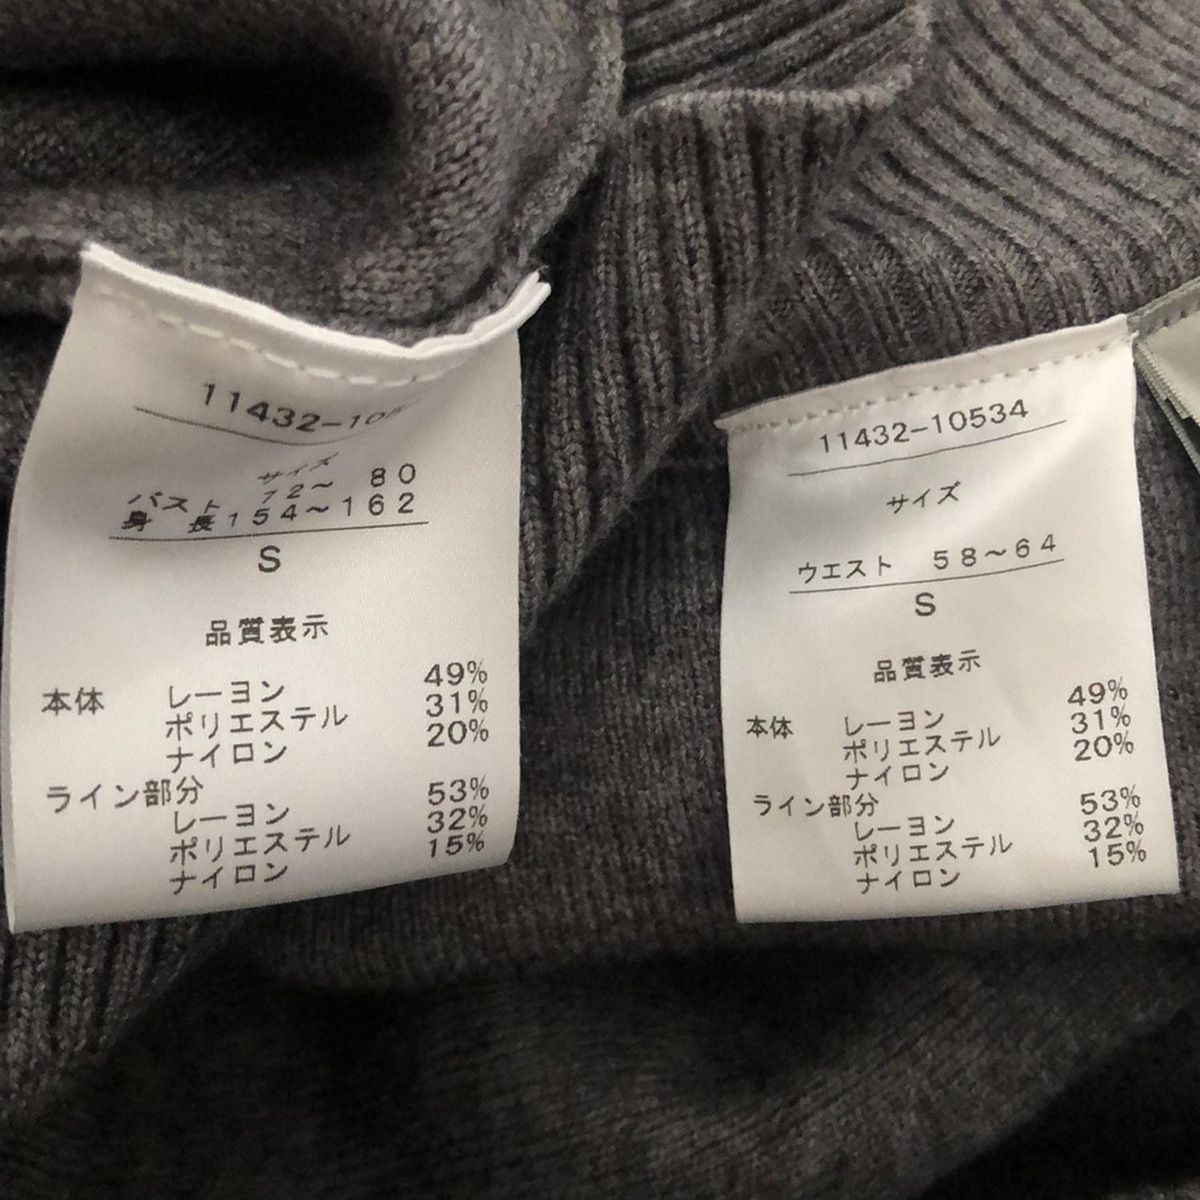 11432-105
サイズ
バスト 72～ 80
身 長154～162
S
品質表示
本体 レーヨン 49%
ポリエステル 31%
ナイロン 20%
ライン部分
レーヨン 53%
ポリエステル 32%
ナイロン 15%
11432-10534
サイズ
ウエスト 58～64
S
品質表示
本体 レーヨン 49%
ポリエステル 31%
ナイロン 20%
ライン部分
レーヨン 53%
ポリエステル 32%
ナイロン 15%